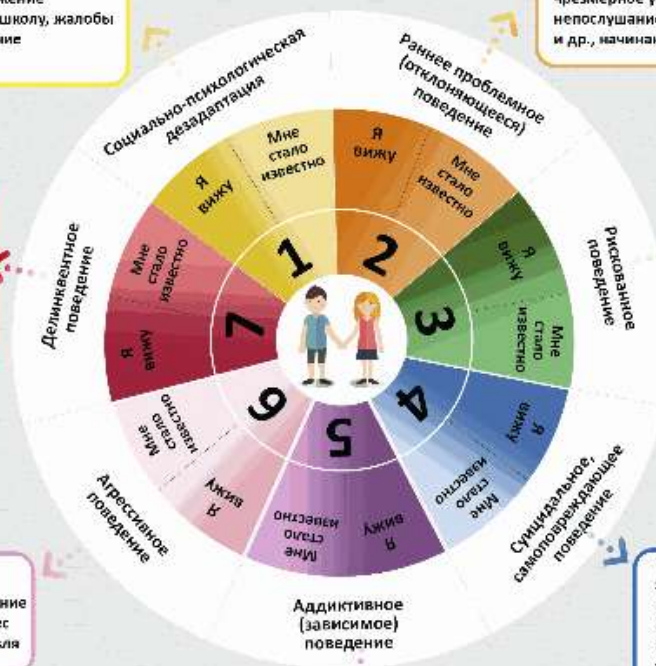 школу, жалобы
непослушание
и др., начиная
Социально-психологическая
дезадаптация
Раннее проблемное
(отклоняющееся)
поведение
Рискованное
поведение
Суицидальное,
самоповреждающее
поведение
Аддиктивное
(зависимое)
поведение
Агрессивное
поведение
Делинквентное
поведение
1
Я
вижу
Мне
стало
известно
2
Я
вижу
Мне
стало
известно
3
Я
вижу
Мне
стало
известно
4
Я
вижу
Мне
стало
известно
5
Я
вижу
Мне
стало
известно
6
Я
вижу
Мне
стало
известно
7
Я
вижу
Мне
стало
известно